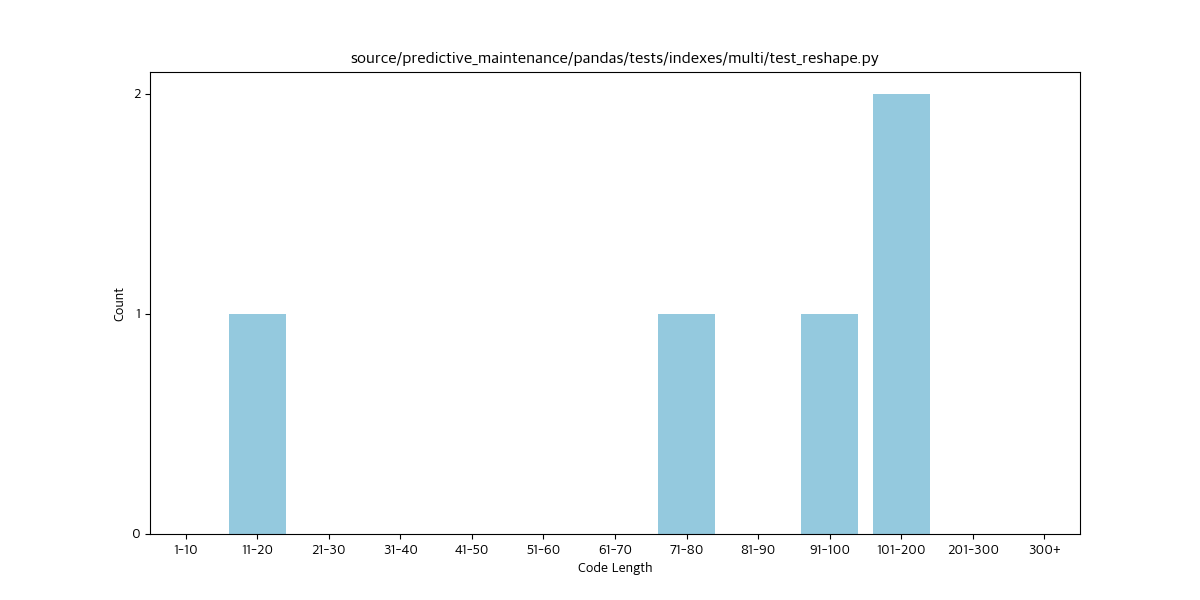 source/predictive_maintenance/pandas/tests/indexes/multi/test_reshape.py
Count
2
1
0
1-10 11-20 21-30 31-40 41-50 51-60 61-70 71-80 81-90 91-100 101-200 201-300 300+
Code Length